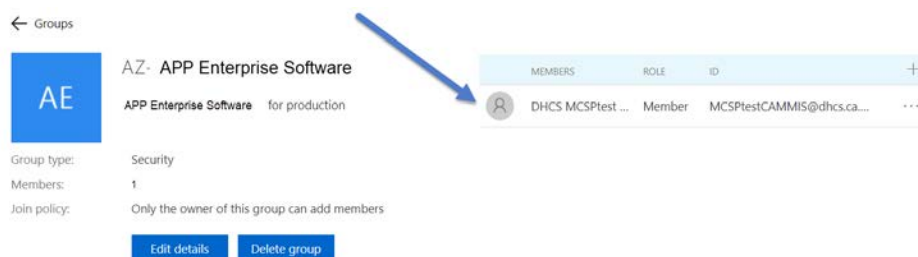 ← Groups
AE
AZ- APP Enterprise Software
APP Enterprise Software for production
Group type: Security
Members: 1
Join policy: Only the owner of this group can add members
Edit details Delete group
MEMBERS ROLE ID +
DHCS MCSPtest ... Member MCSPtestCAMMIS@dhcs.ca.... ...